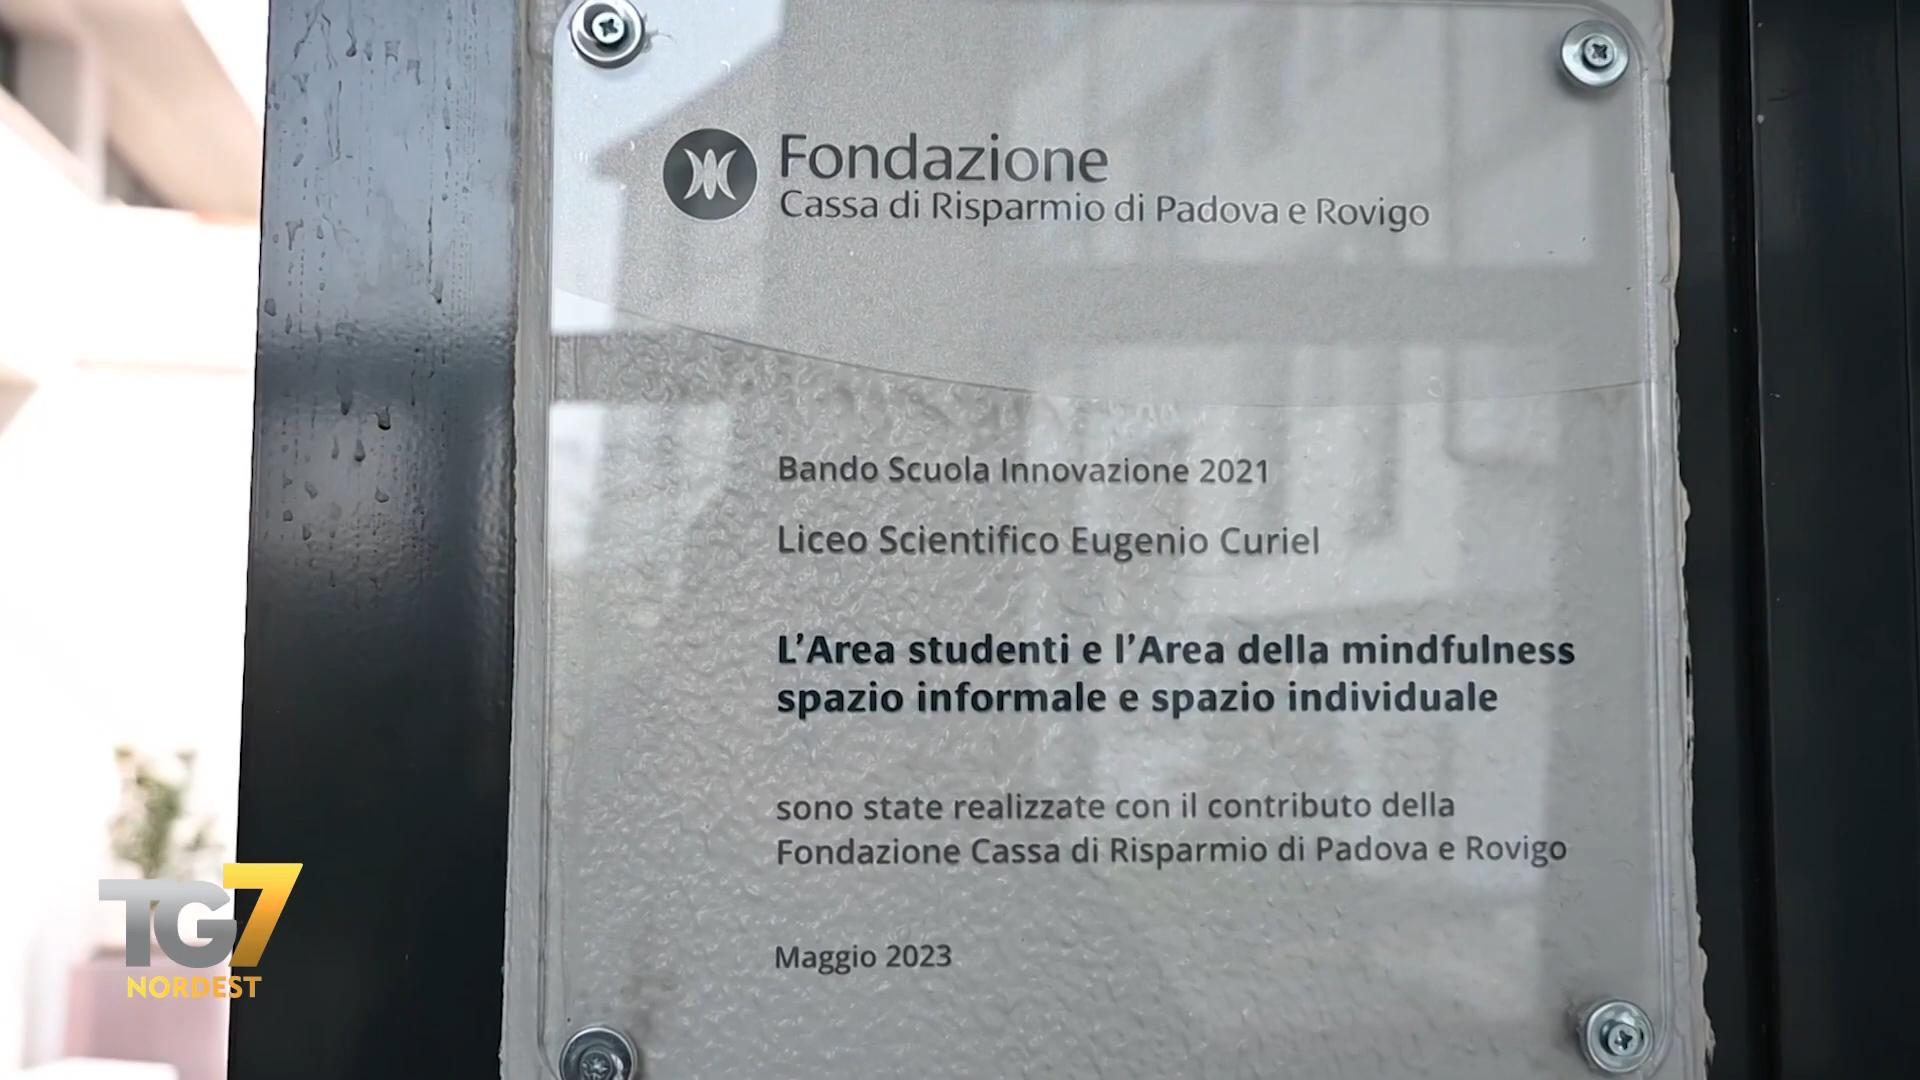 Fondazione
Cassa di Risparmio di Padova e Rovigo
Bando Scuola Innovazione 2021
Liceo Scientifico Eugenio Curiel
L’Area studenti e l’Area della mindfulness
spazio informale e spazio individuale
sono state realizzate con il contributo della
Fondazione Cassa di Risparmio di Padova e Rovigo
Maggio 2023
TG7
NORDEST